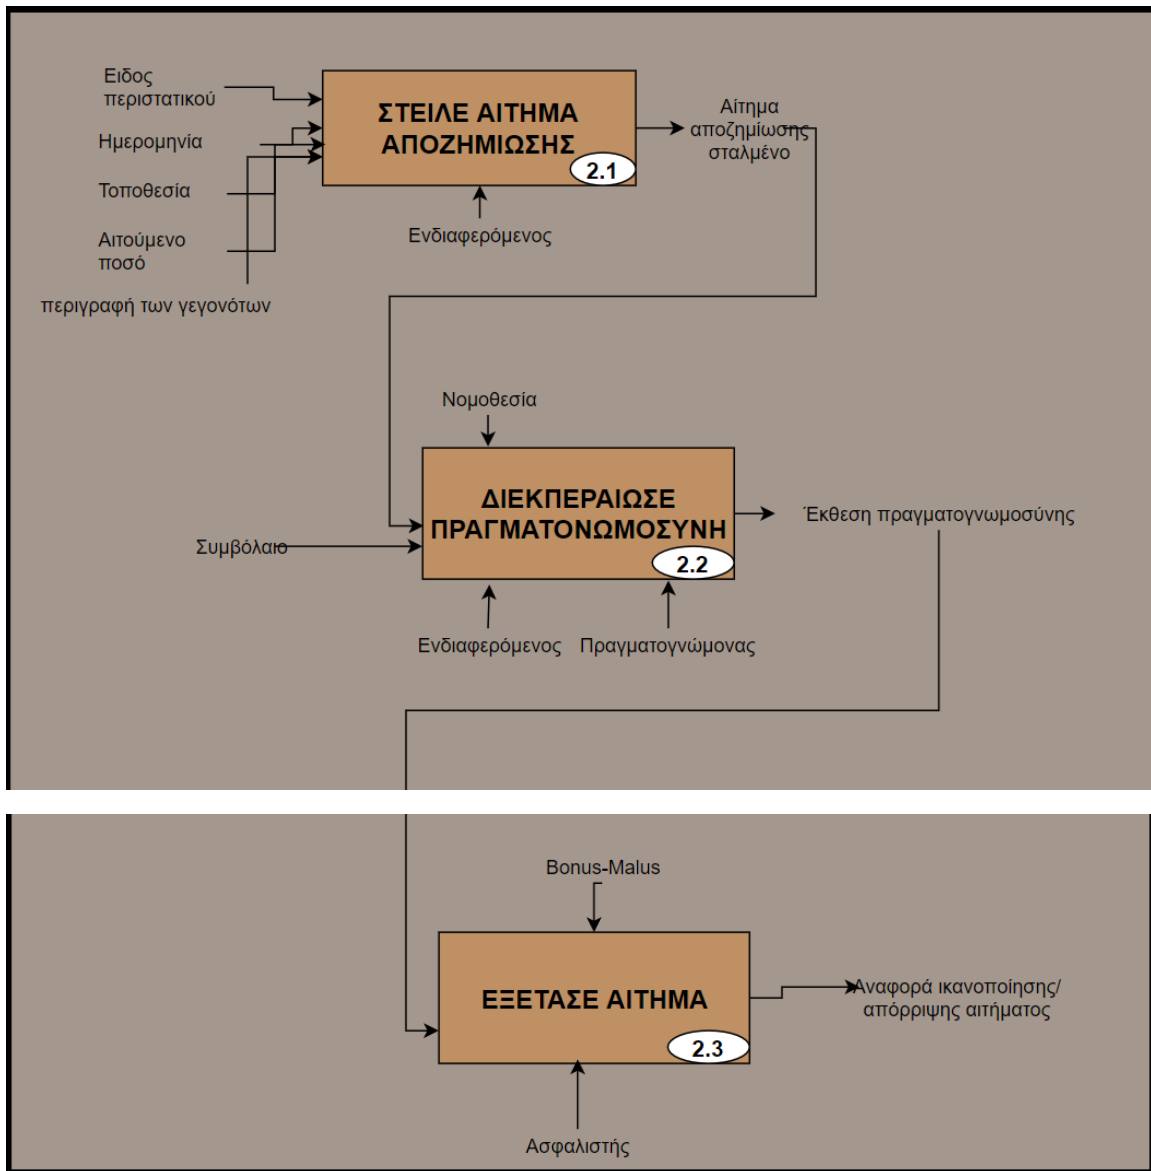 Ειδος
περιστατικού
ΣΤΕΙΛΕ ΑΙΤΗΜΑ
ΑΠΟΖΗΜΙΩΣΗΣ
2.1
Αίτημα
αποζημίωσης
σταλμένο
Ημερομηνία
Τοποθεσία
Αιτούμενο
ποσό
περιγραφή των γεγονότων
Ενδιαφερόμενος
Νομοθεσία
ΔΙΕΚΠΕΡΑΙΩΣΕ
ΠΡΑΓΜΑΤΟΝΩΜΟΣΥΝΗ
2.2
Έκθεση πραγματογνωμοσύνης
Συμβόλαιο
Ενδιαφερόμενος
Πραγματογνώμονας
Bonus-Malus
ΕΞΕΤΑΣΕ ΑΙΤΗΜΑ
2.3
Αναφορά ικανοποίησης/
απόρριψης αιτήματος
Ασφαλιστής